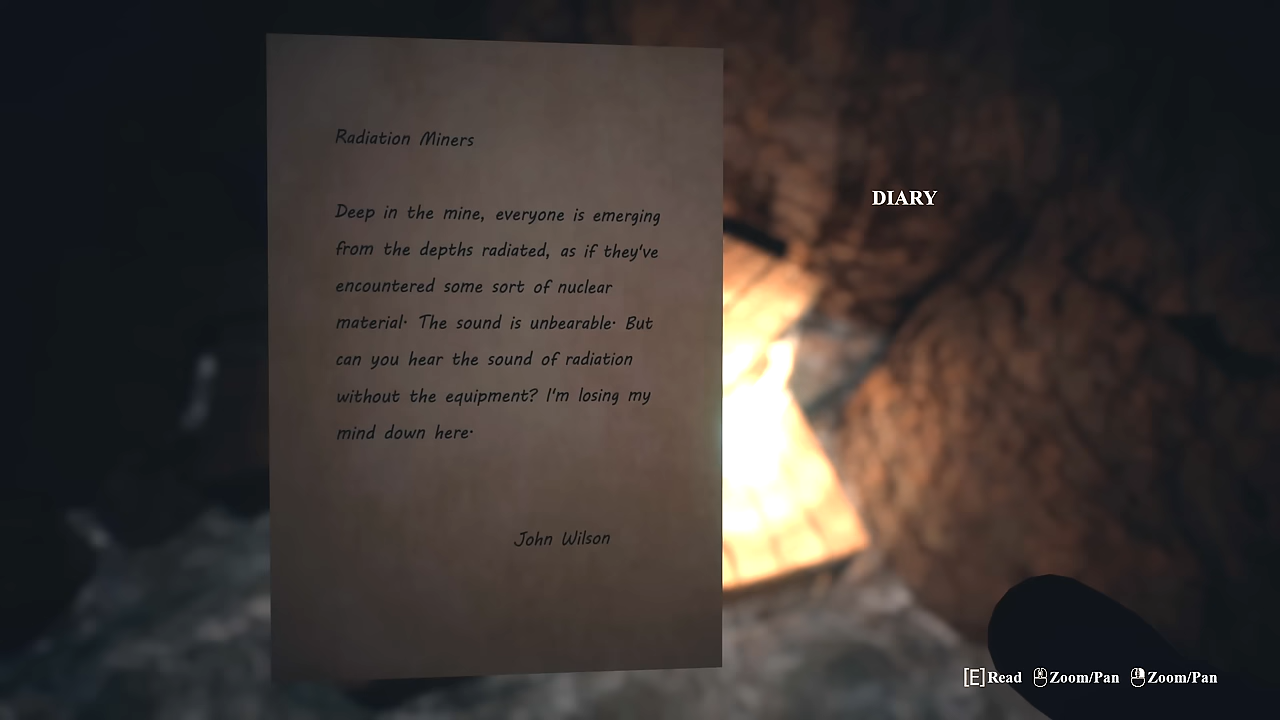 Radiation Miners
Deep in the mine, everyone is emerging
from the depths radiated, as if they've
encountered some sort of nuclear
material· The sound is unbearable· But
can you hear the sound of radiation
without the equipment? I'm losing my
mind down here·
John Wilson
DIARY
[E]Read Zoom/Pan Zoom/Pan